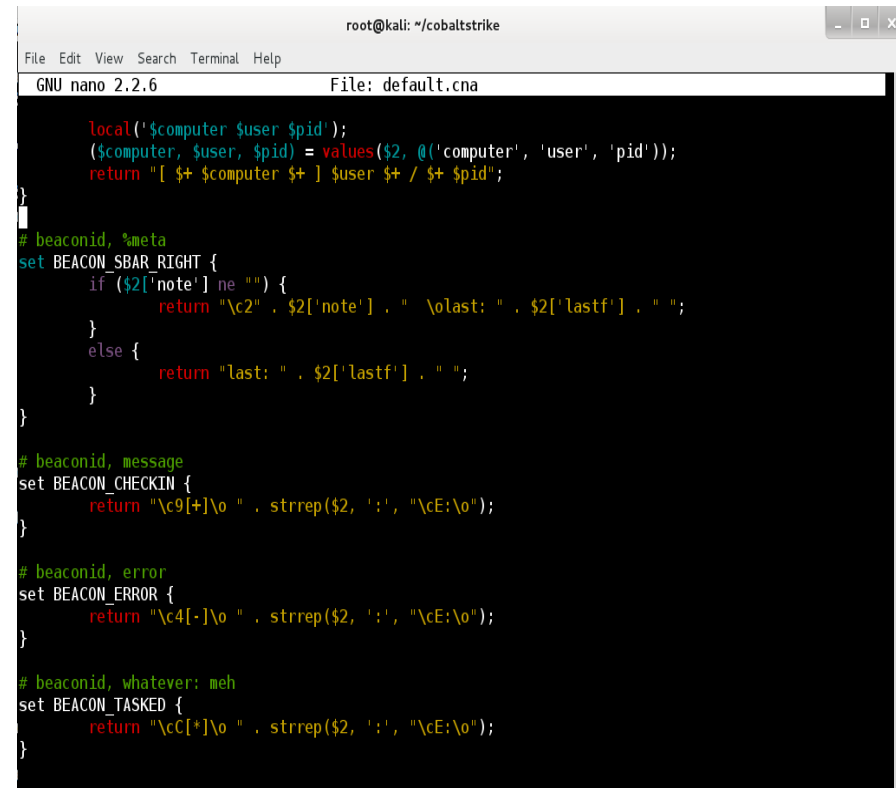 root@kali: ~/cobaltstrike
File Edit View Search Terminal Help
GNU nano 2.2.6 File: default.cna
local('$computer $user $pid');
($computer, $user, $pid) = values($2, @('computer', 'user', 'pid'));
return "[ $+ $computer $+ ] $user $+ / $+ $pid";
}
# beaconid, %meta
set BEACON_SBAR_RIGHT {
if ($2['note'] ne "") {
return "\c2" . $2['note'] . "  \olast: " . $2['lastf'] . " ";
}
else {
return "last: " . $2['lastf'] . " ";
}
}
# beaconid, message
set BEACON_CHECKIN {
return "\c9[+]\o " . strrep($2, ':', "\cE:\o");
}
# beaconid, error
set BEACON_ERROR {
return "\c4[-]\o " . strrep($2, ':', "\cE:\o");
}
# beaconid, whatever: meh
set BEACON_TASKED {
return "\cC[*]\o " . strrep($2, ':', "\cE:\o");
}